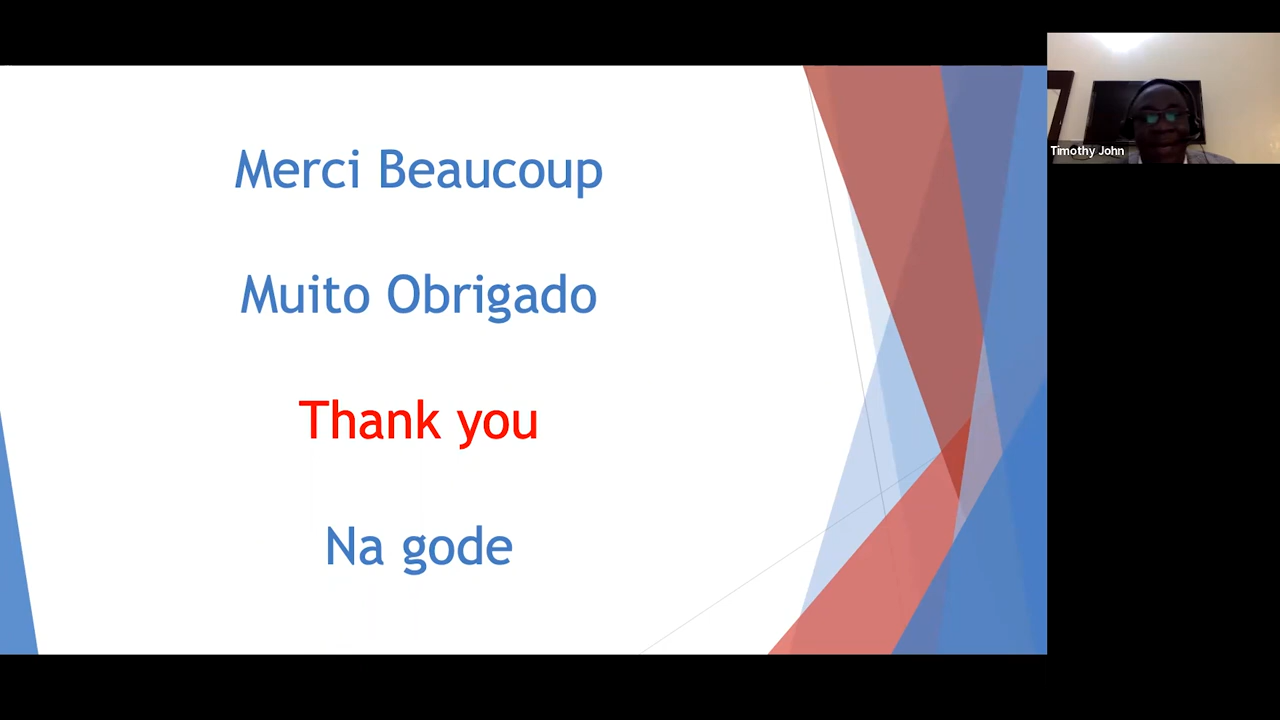 Merci Beaucoup
Muito Obrigado
Thank you
Na gode
Timothy John